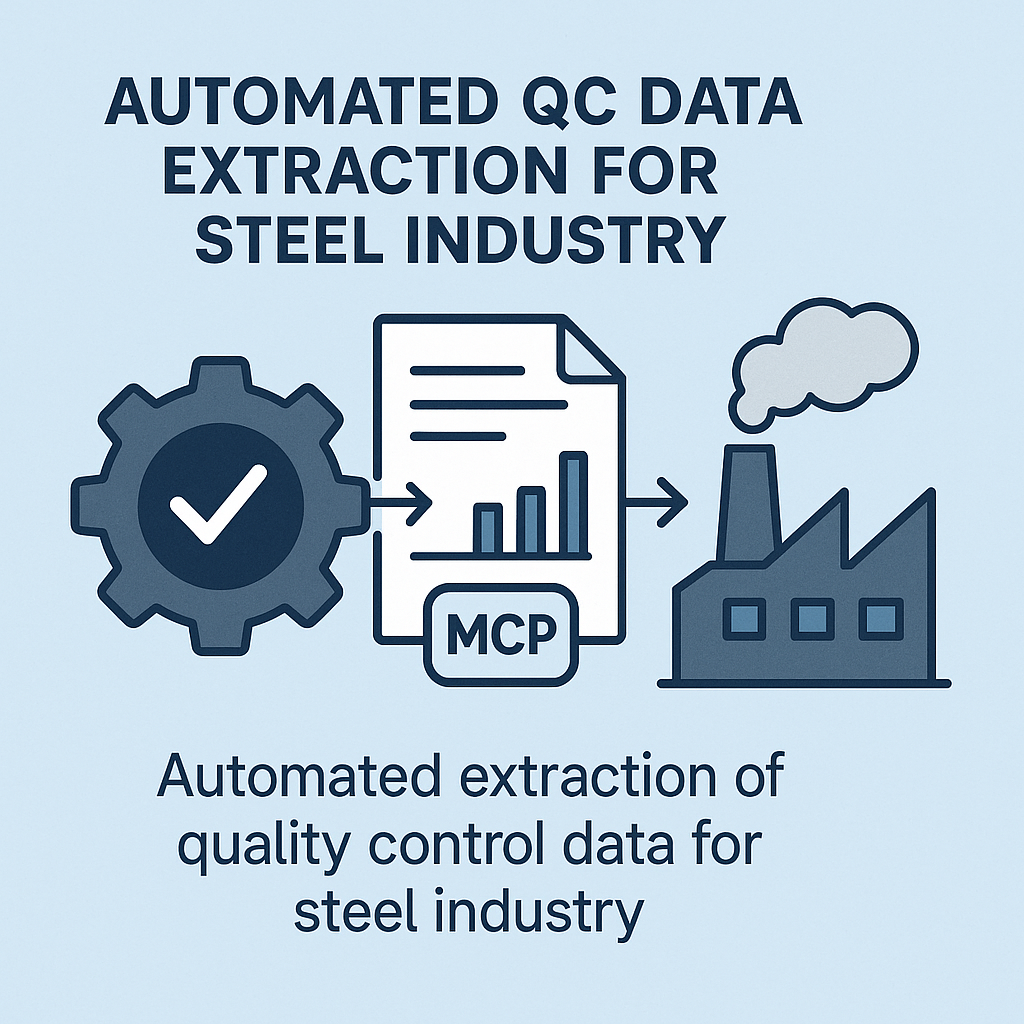 AUTOMATED QC DATA
EXTRACTION FOR
STEEL INDUSTRY
MCP
Automated extraction of
quality control data for
steel industry